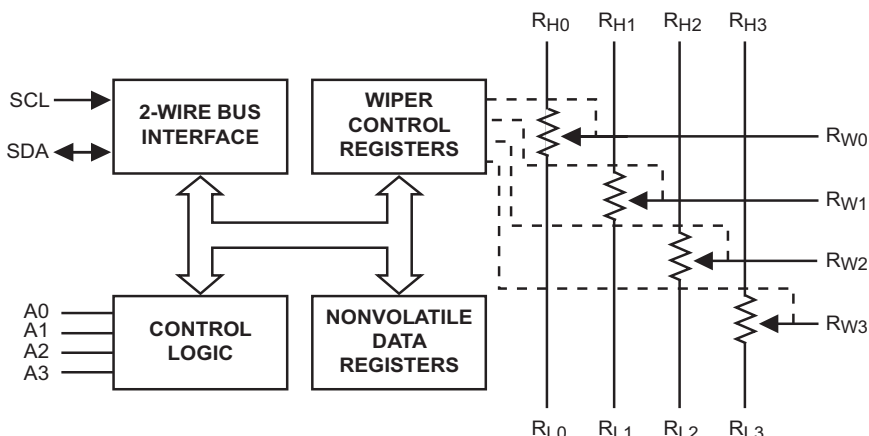 RH0 RH1 RH2 RH3
SCL
SDA
2-WIRE BUS
INTERFACE
WIPER
CONTROL
REGISTERS
RW0
RW1
RW2
RW3
A0
A1
A2
A3
CONTROL
LOGIC
NONVOLATILE
DATA
REGISTERS
RL0 RL1 RL2 RL3